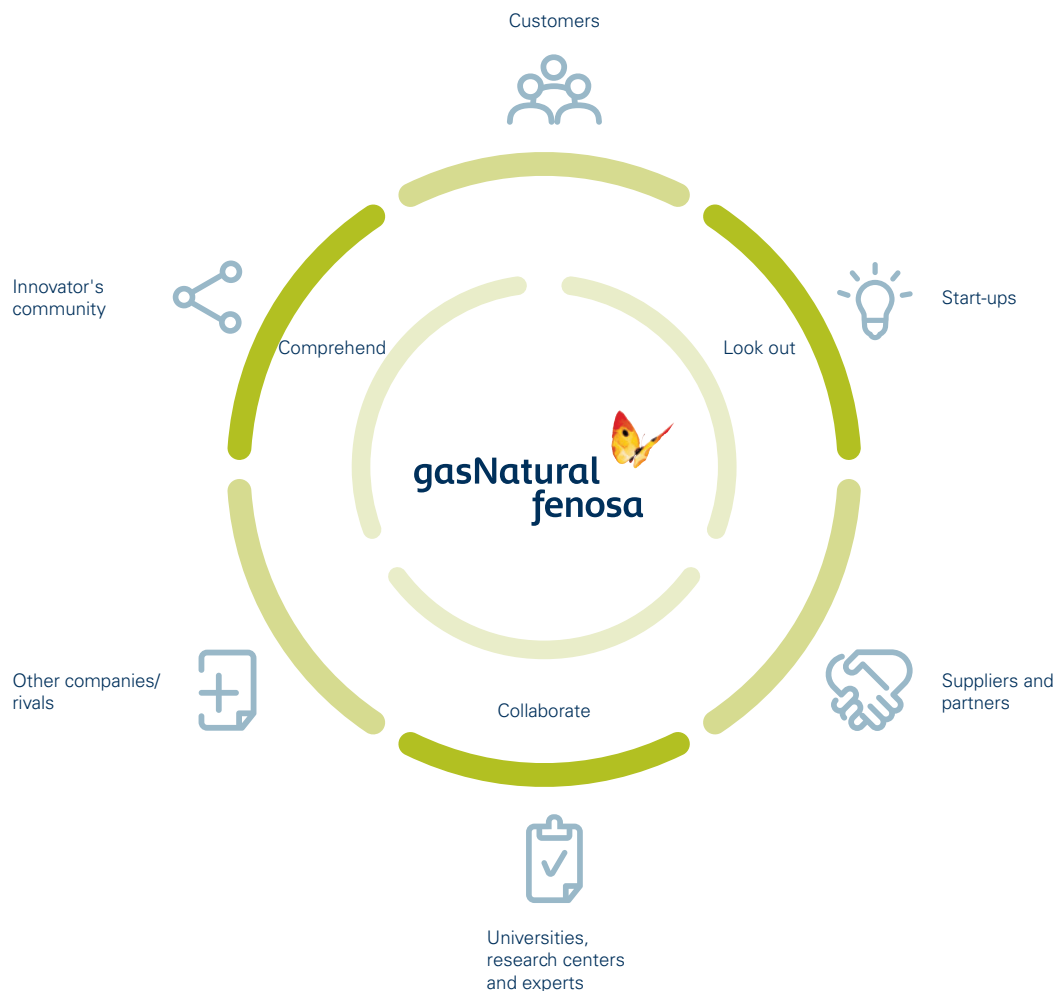 Customers
Innovator's
community
Start-ups
Comprehend
Look out
gasNatural
fenosa
Other companies/
rivals
Suppliers and
partners
Collaborate
Universities,
research centers
and experts